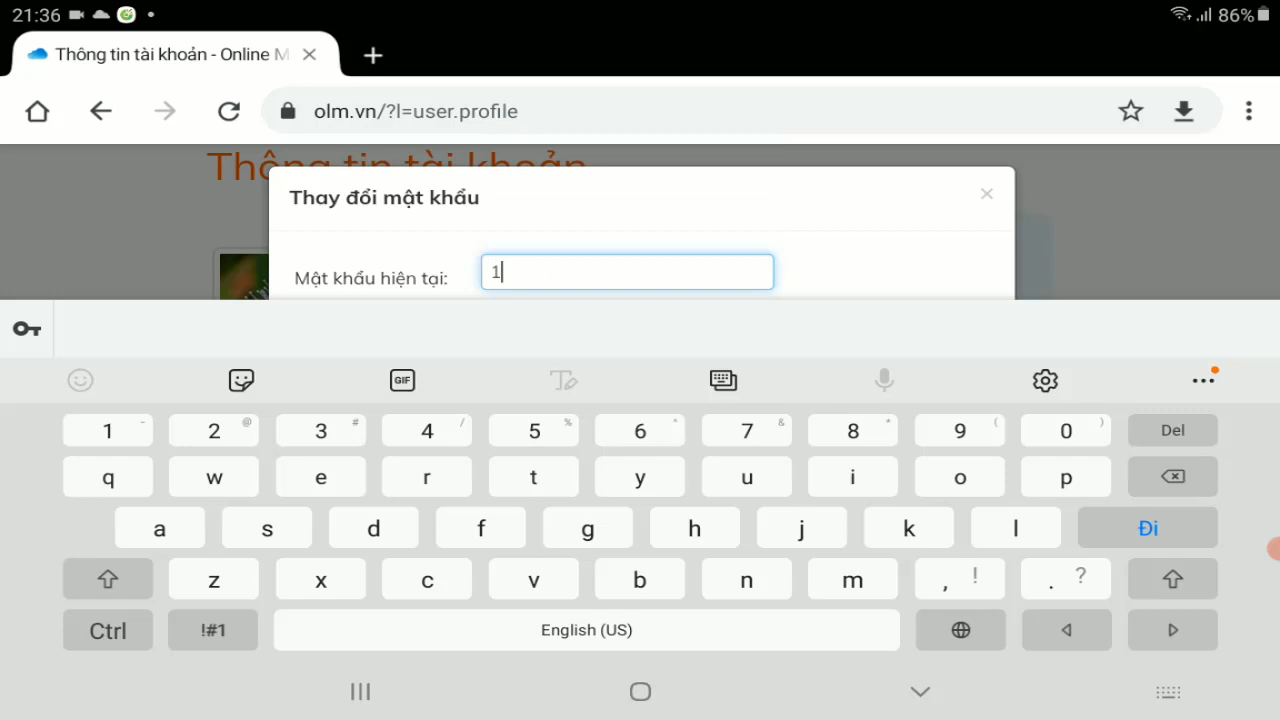 21:36
86%
Thông tin tài khoản - Online M
olm.vn/?l=user.profile
Thông tin tài khoản
Thay đổi mật khẩu
Mật khẩu hiện tại:
1
GIF
1 - 2 @ 3 # 4 / 5 % 6 ^ 7 & 8 * 9 ( 0 ) Del
q w e r t y u i o p
a s d f g h j k l Đi
z x c v b n m , ! . ?
Ctrl !#1 English (US)